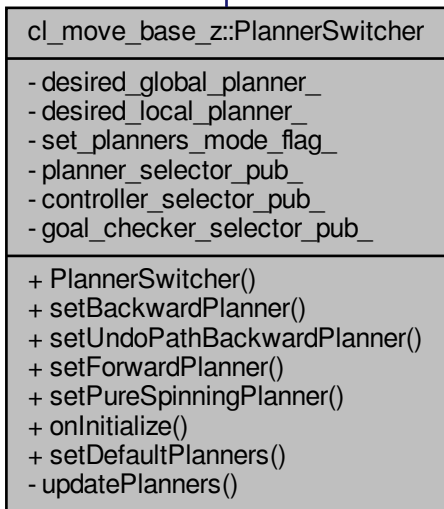 cl_move_base_z::PlannerSwitcher
- desired_global_planner_
- desired_local_planner_
- set_planners_mode_flag_
- planner_selector_pub_
- controller_selector_pub_
- goal_checker_selector_pub_
+ PlannerSwitcher()
+ setBackwardPlanner()
+ setUndoPathBackwardPlanner()
+ setForwardPlanner()
+ setPureSpinningPlanner()
+ onInitialize()
+ setDefaultPlanners()
- updatePlanners()